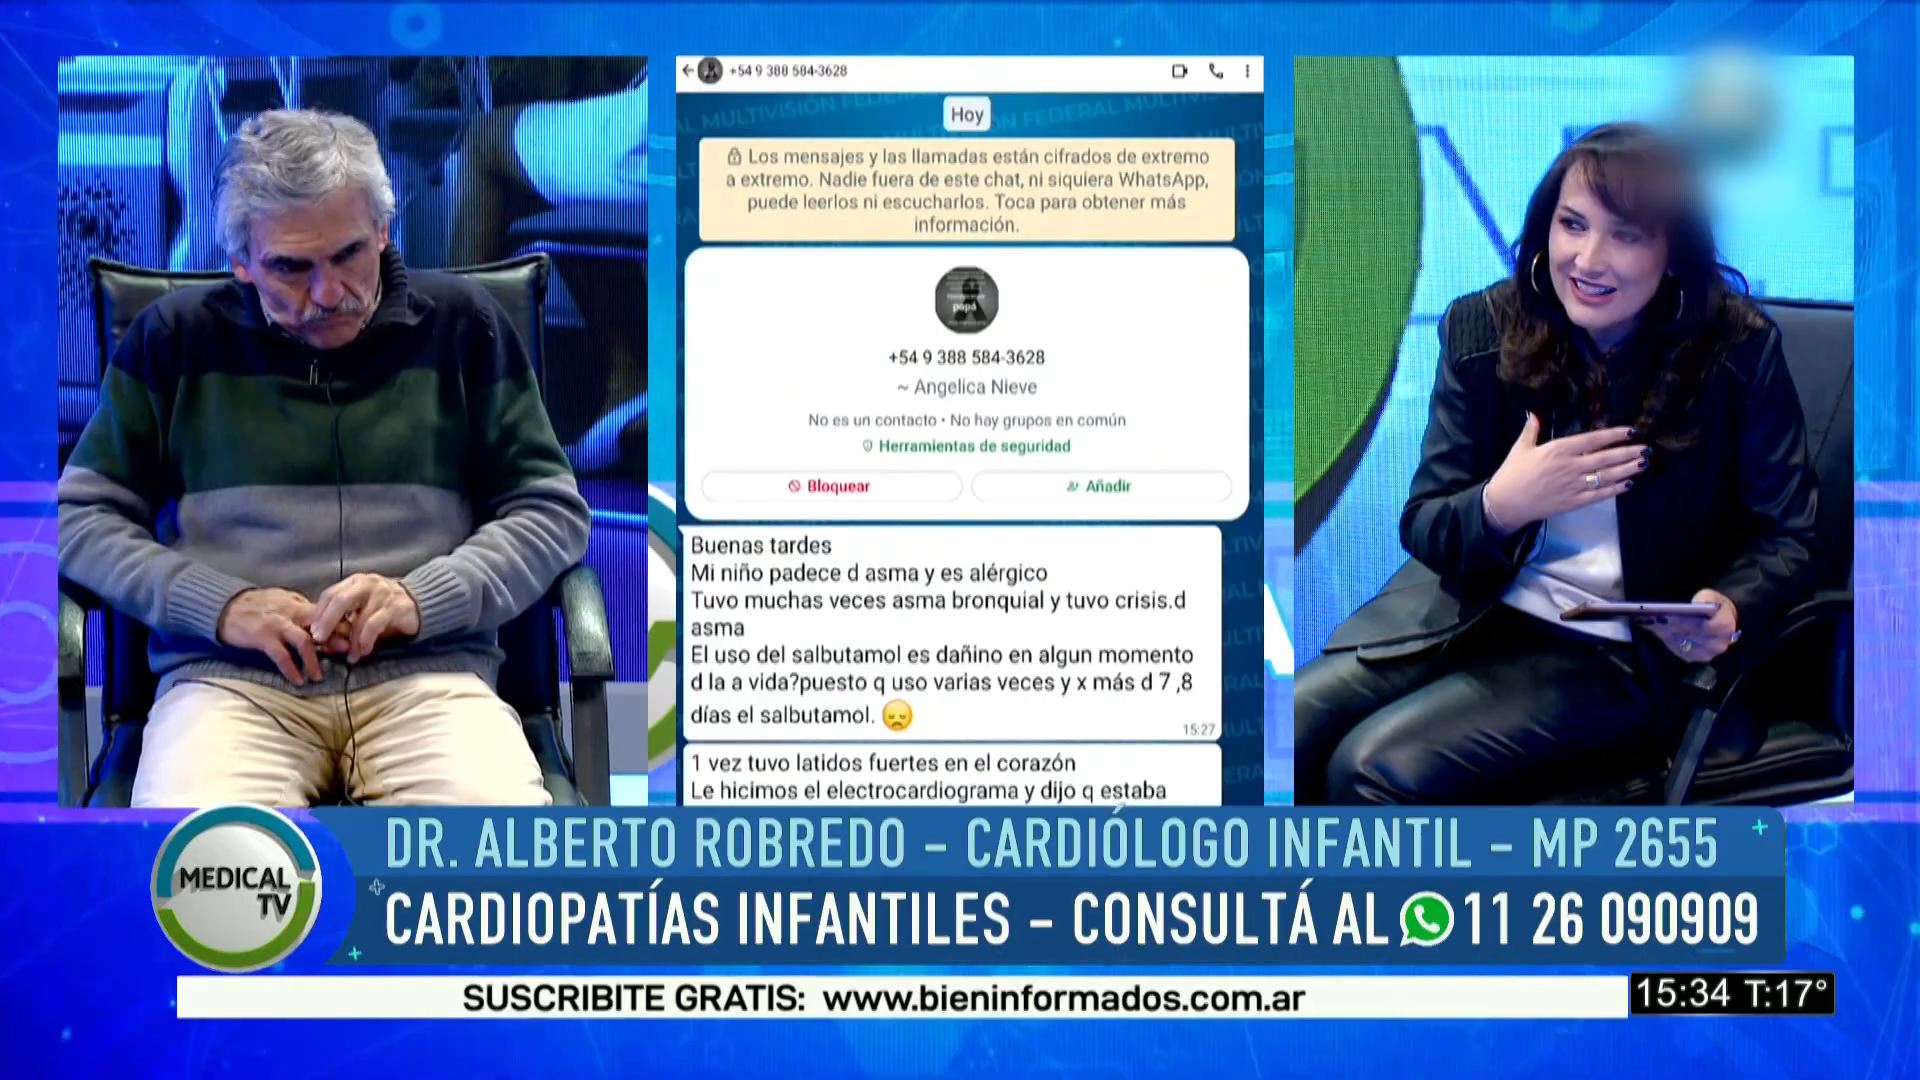 +54 9 388 584-3628
Hoy
Los mensajes y las llamadas están cifrados de extremo
a extremo. Nadie fuera de este chat, ni siquiera WhatsApp,
puede leerlos ni escucharlos. Toca para obtener más
información.
papá
+54 9 388 584-3628
~ Angelica Nieve
No es un contacto • No hay grupos en común
Herramientas de seguridad
Bloquear
Añadir
Buenas tardes
Mi niño padece d asma y es alérgico
Tuvo muchas veces asma bronquial y tuvo crisis.d
asma
El uso del salbutamol es dañino en algun momento
d la a vida?puesto q uso varias veces y x más d 7 ,8
días el salbutamol. 😞
15:27
1 vez tuvo latidos fuertes en el corazón
Le hicimos el electrocardiograma y dijo q estaba
MEDICAL
TV
DR. ALBERTO ROBREDO – CARDIÓLOGO INFANTIL – MP 2655
CARDIOPATÍAS INFANTILES – CONSULTÁ AL 11 26 090909
SUSCRIBITE GRATIS: www.bieninformados.com.ar
15:34 T:17°